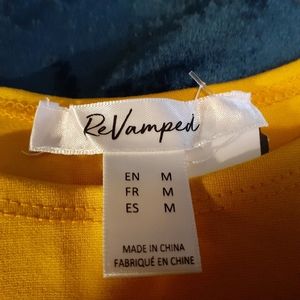 ReVamped
EN M
FR M
ES M
MADE IN CHINA
FABRIQUÉ EN CHINE